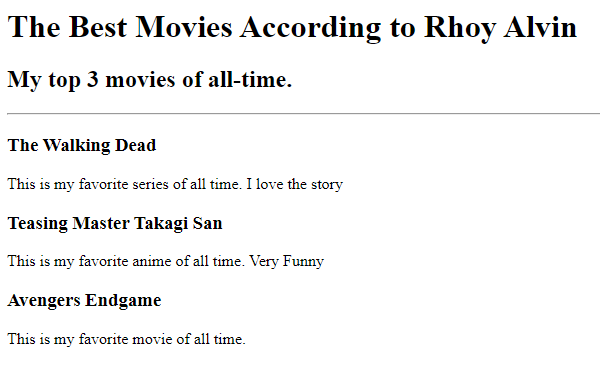 The Best Movies According to Rhoy Alvin
My top 3 movies of all-time.
The Walking Dead
This is my favorite series of all time. I love the story
Teasing Master Takagi San
This is my favorite anime of all time. Very Funny
Avengers Endgame
This is my favorite movie of all time.